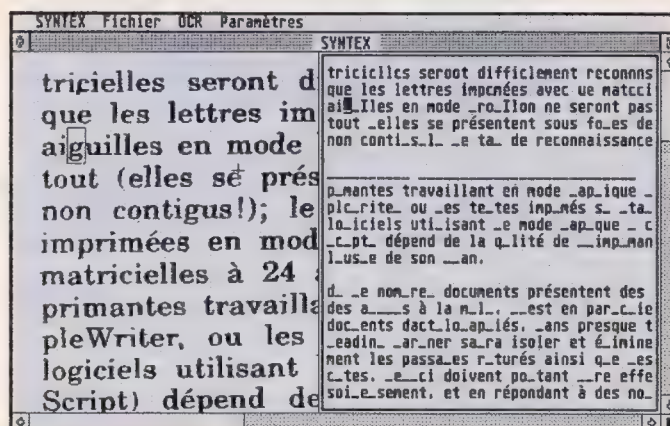 SYNTEX Fichier OCR Paramètres
SYNTEX
tricielles seront d
que les lettres im
aiguilles en mode
tout (elles se prés
non contigus!); le
imprimées en mod
matricielles à 24
primantes travailla
pleWriter, ou les
logiciels utilisant
Script) dépend de
triciclles seroot difficlement reconnns
que les lettres impcnées avec ue matcci
ai_Iles en mode _ro_Ilon ne seront pas
tout _elles se présentent sous fo_es de
non conti_s_l_ _e ta_ de reconnaissance
p_mantes travaillant en mode _ap_ique _
plc_rite_ ou _es te_tes imp_més s_ _ta_
lo_iciels uti_isant _e mode _ap_que _ c
_c_pt_ dépend de la q_lité de __imp_man
l_us_e de son __an.
d_ _e nom_re_ documents présentent des
des a____s à la m_l_. __est en par_c_ie
doc_ents dact_lo_ap_iés. _ans presque t
_eadin_ _ar_ner sa_ra isoler et é_imine
ment les passa_es r_turés ainsi q_e _es
c_tes. _e__ci doivent po_tant __re effe
soi_e_sement. et en répondant à des no_